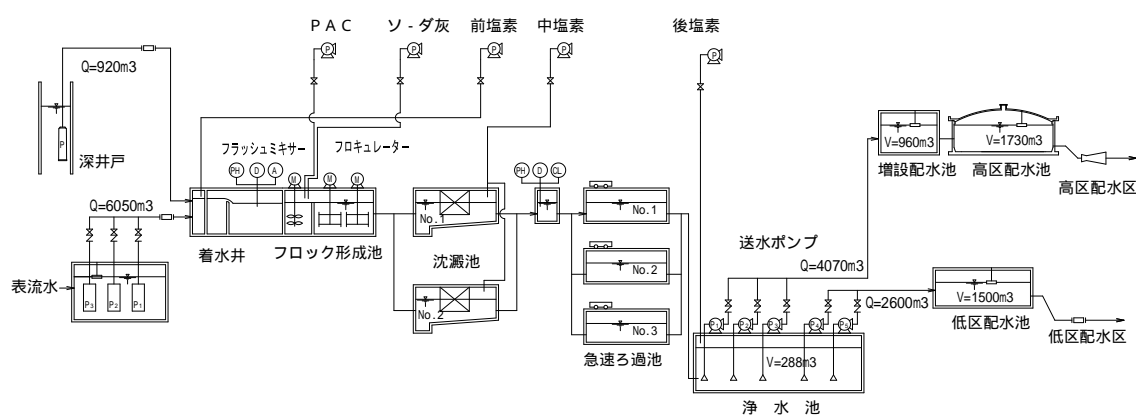 ＰＡＣ
ソ-ダ灰
前塩素
中塩素
後塩素
P
P
P
P
P
Q=920m3
P
深井戸
フラッシュミキサー
フロキュレーター
PH
D
A
M
M
M
PH
D
CL
V=960m3
V=1730m3
増設配水池
高区配水池
高区配水区
Q=6050m3
着水井
フロック形成池
No.1
沈澱池
No.2
No.1
No.2
No.3
急速ろ過池
表流水
P3
P2
P1
送水ポンプ
Q=4070m3
Q=2600m3
V=1500m3
低区配水池
低区配水区
V=288m3
浄水池